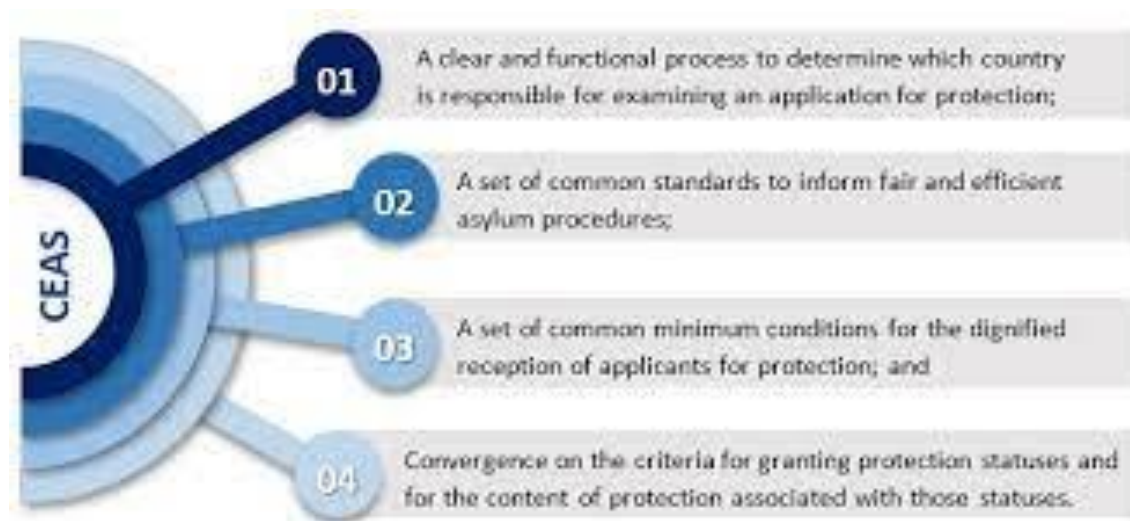 CEAS
01
A clear and functional process to determine which country
is responsible for examining an application for protection;
02
A set of common standards to inform fair and efficient
asylum procedures;
03
A set of common minimum conditions for the dignified
reception of applicants for protection; and
04
Convergence on the criteria for granting protection statuses and
for the content of protection associated with those statuses.